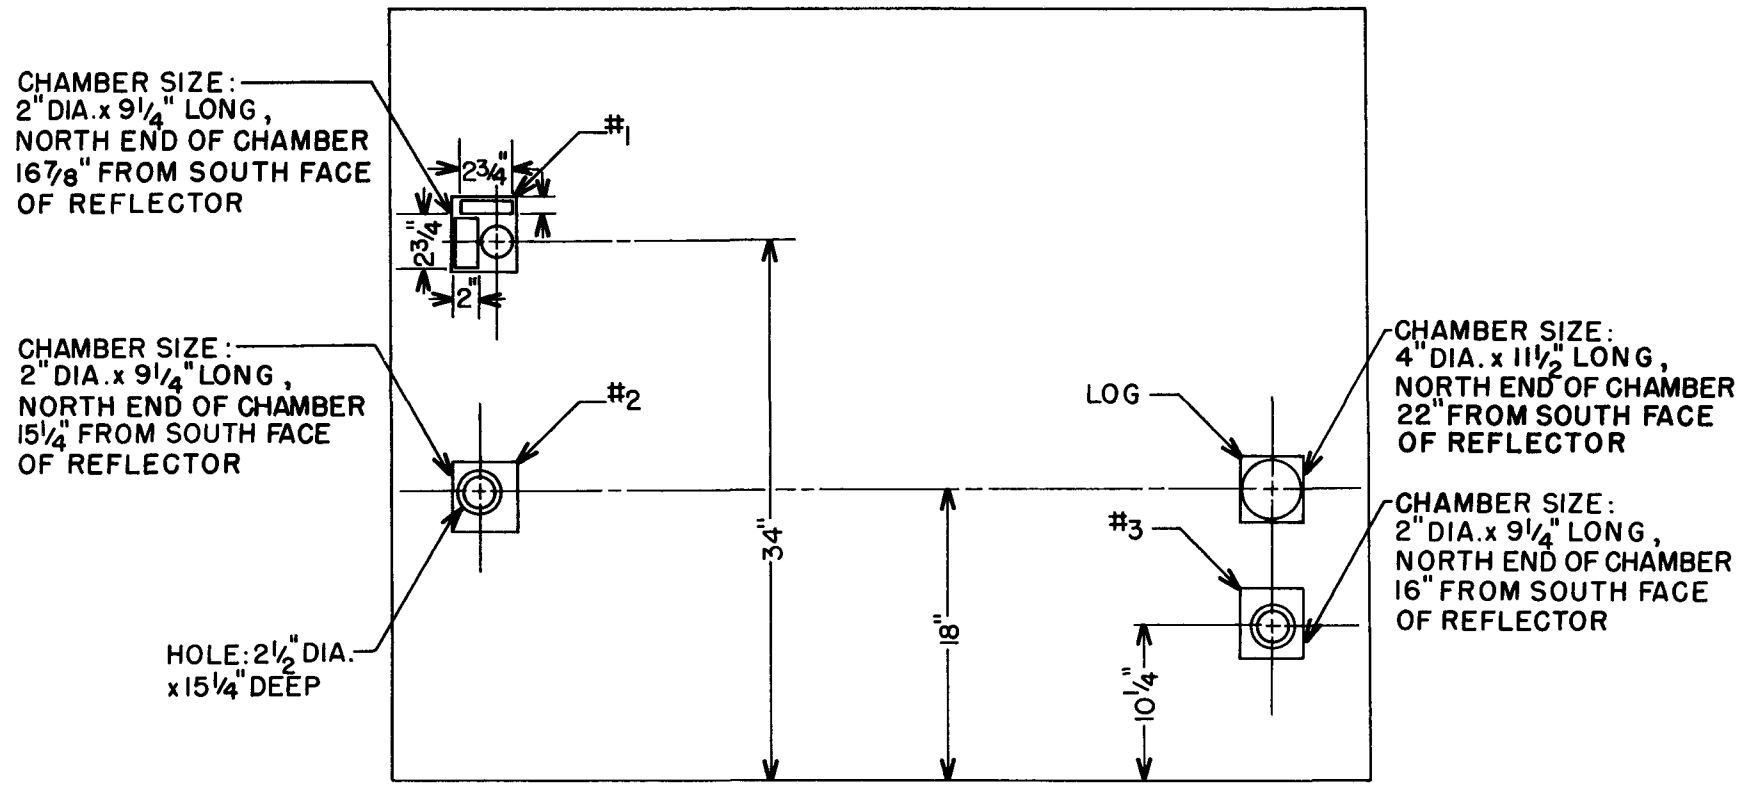 CHAMBER SIZE:
2" DIA. x 9 1/4" LONG,
NORTH END OF CHAMBER
16 7/8" FROM SOUTH FACE
OF REFLECTOR
#1
2 3/4"
2 3/4"
2"
CHAMBER SIZE:
2" DIA. x 9 1/4" LONG,
NORTH END OF CHAMBER
15 1/4" FROM SOUTH FACE
OF REFLECTOR
#2
HOLE: 2 1/2" DIA.
x 15 1/4" DEEP
34"
18"
10 1/4"
LOG
#3
CHAMBER SIZE:
4" DIA. x 11 1/2" LONG,
NORTH END OF CHAMBER
22" FROM SOUTH FACE
OF REFLECTOR
CHAMBER SIZE:
2" DIA. x 9 1/4" LONG,
NORTH END OF CHAMBER
16" FROM SOUTH FACE
OF REFLECTOR